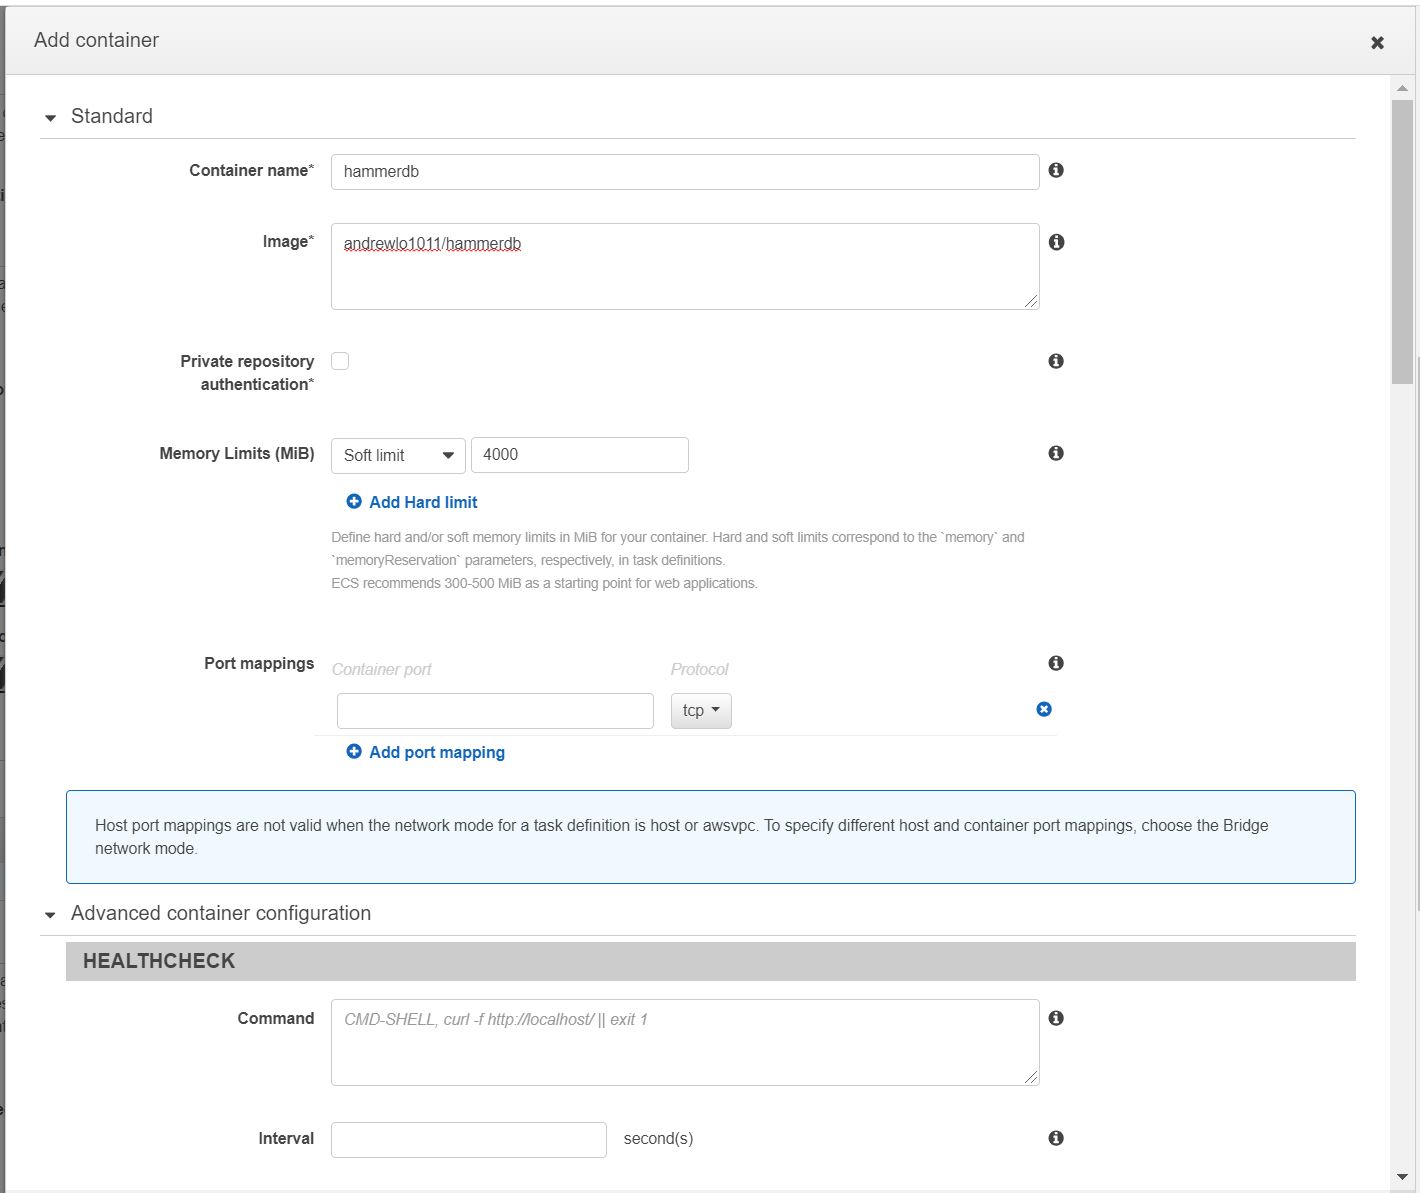 Add container
Standard
Container name*
hammerdb
Image*
andrewlo1011/hammerdb
Private repository
authentication*
Memory Limits (MiB)
Soft limit
4000
Add Hard limit
Define hard and/or soft memory limits in MiB for your container. Hard and soft limits correspond to the `memory` and
`memoryReservation` parameters, respectively, in task definitions.
ECS recommends 300-500 MiB as a starting point for web applications.
Port mappings
Container port
Protocol
tcp
Add port mapping
Host port mappings are not valid when the network mode for a task definition is host or awsvpc. To specify different host and container port mappings, choose the Bridge
network mode.
Advanced container configuration
HEALTHCHECK
Command
CMD-SHELL, curl -f http://localhost/ || exit 1
Interval
second(s)